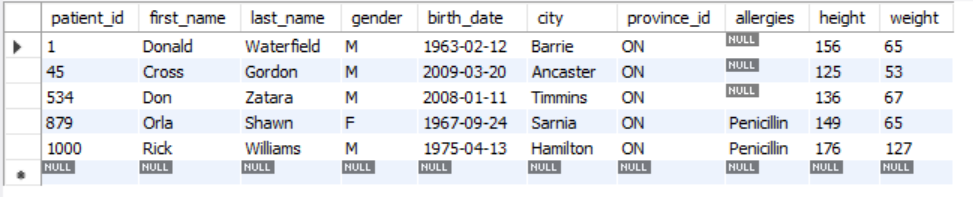 patient_id first_name last_name gender birth_date city province_id allergies height weight
1 Donald Waterfield M 1963-02-12 Barrie ON NULL 156 65
45 Cross Gordon M 2009-03-20 Ancaster ON NULL 125 53
534 Don Zatara M 2008-01-11 Timmins ON NULL 136 67
879 Orla Shawn F 1967-09-24 Sarnia ON Penicillin 149 65
1000 Rick Williams M 1975-04-13 Hamilton ON Penicillin 176 127
NULL NULL NULL NULL NULL NULL NULL NULL NULL NULL